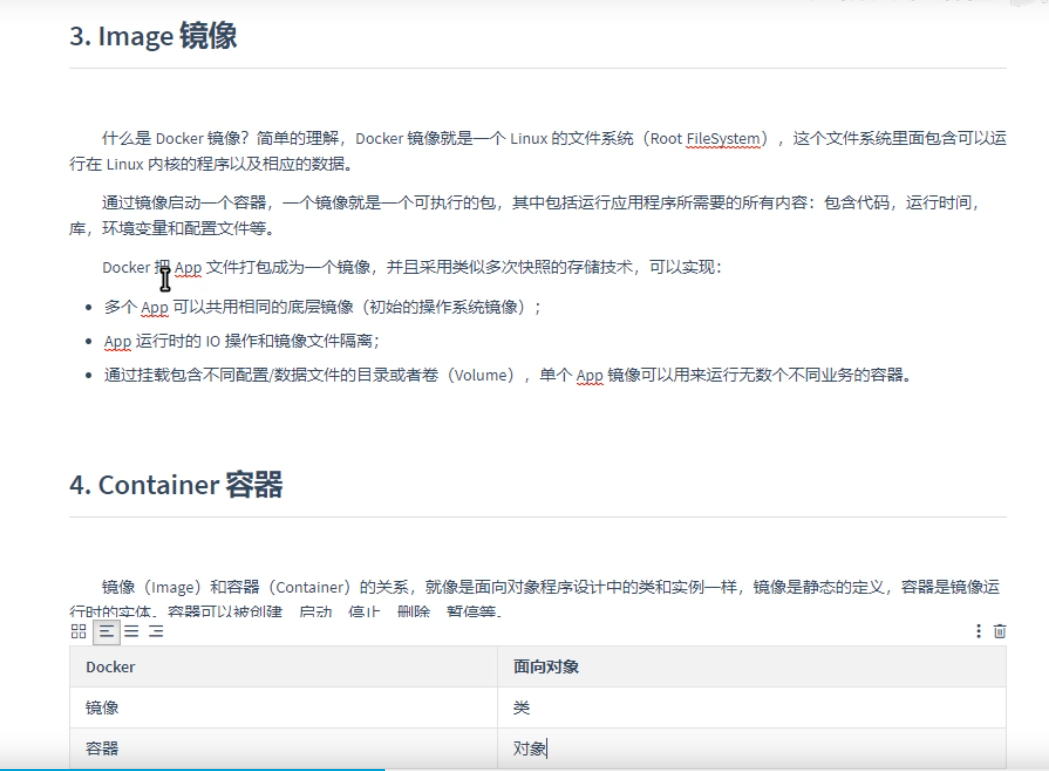 3. Image 镜像
什么是 Docker 镜像？简单的理解，Docker 镜像就是一个 Linux 的文件系统（Root FileSystem），这个文件系统里面包含可以运
行在 Linux 内核的程序以及相应的数据。
通过镜像启动一个容器，一个镜像就是一个可执行的包，其中包括运行应用程序所需要的所有内容：包含代码，运行时间，
库，环境变量和配置文件等。
Docker 把 App 文件打包成为一个镜像，并且采用类似多次快照的存储技术，可以实现：
• 多个 App 可以共用相同的底层镜像（初始的操作系统镜像）；
• App 运行时的 IO 操作和镜像文件隔离；
• 通过挂载包含不同配置/数据文件的目录或者卷（Volume），单个 App 镜像可以用来运行无数个不同业务的容器。
4. Container 容器
镜像（Image）和容器（Container）的关系，就像是面向对象程序设计中的类和实例一样，镜像是静态的定义，容器是镜像运
行时的实体。容器可以被创建、启动、停止、删除、暂停等。
Docker 面向对象
镜像 类
容器 对象